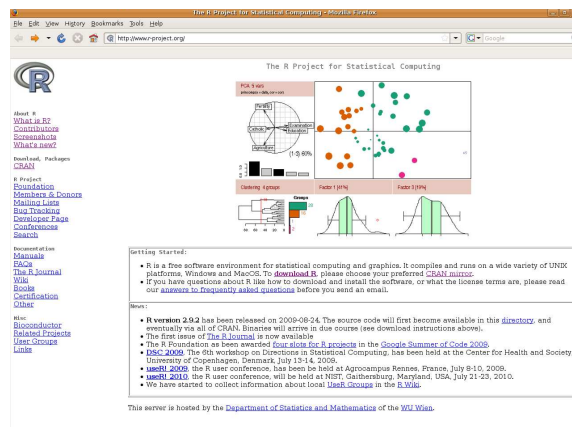 The R Project for Statistical Computing - Mozilla Firefox
File Edit View History Bookmarks Tools Help
http://www.r-project.org/
Google
The R Project for Statistical Computing
R
About R
What is R?
Contributors
Screenshots
What's new?
Download, Packages
CRAN
R Project
Foundation
Members & Donors
Mailing Lists
Bug Tracking
Developer Page
Conferences
Search
Documentation
Manuals
FAQs
The R Journal
Wiki
Books
Certification
Other
Misc
Bioconductor
Related Projects
User Groups
Links
PCA 5 vars
Fertility
Catholic
Examination
Education
Agriculture
(1-3) 60%
Clustering 4 groups
Groups
Factor 1 [41%]
Factor 3 [19%]
Getting Started:
R is a free software environment for statistical computing and graphics. It compiles and runs on a wide variety of UNIX
platforms, Windows and MacOS. To download R, please choose your preferred CRAN mirror.
If you have questions about R like how to download and install the software, or what the license terms are, please read
our answers to frequently asked questions before you send an email.
News:
R version 2.9.2 has been released on 2009-08-24. The source code will first become available in this directory, and
eventually via all of CRAN. Binaries will arrive in due course (see download instructions above).
The first issue of The R Journal is now available
The R Foundation has been awarded four slots for R projects in the Google Summer of Code 2009.
DSC 2009, The 6th workshop on Directions in Statistical Computing, has been held at the Center for Health and Society,
University of Copenhagen, Denmark, July 13-14, 2009.
useR! 2009, the R user conference, has been be held at Agrocampus Rennes, France, July 8-10, 2009.
useR! 2010, the R user conference, will be held at NIST, Gaithersburg, Maryland, USA, July 21-23, 2010.
We have started to collect information about local UseR Groups in the R Wiki.
This server is hosted by the Department of Statistics and Mathematics of the WU Wien.